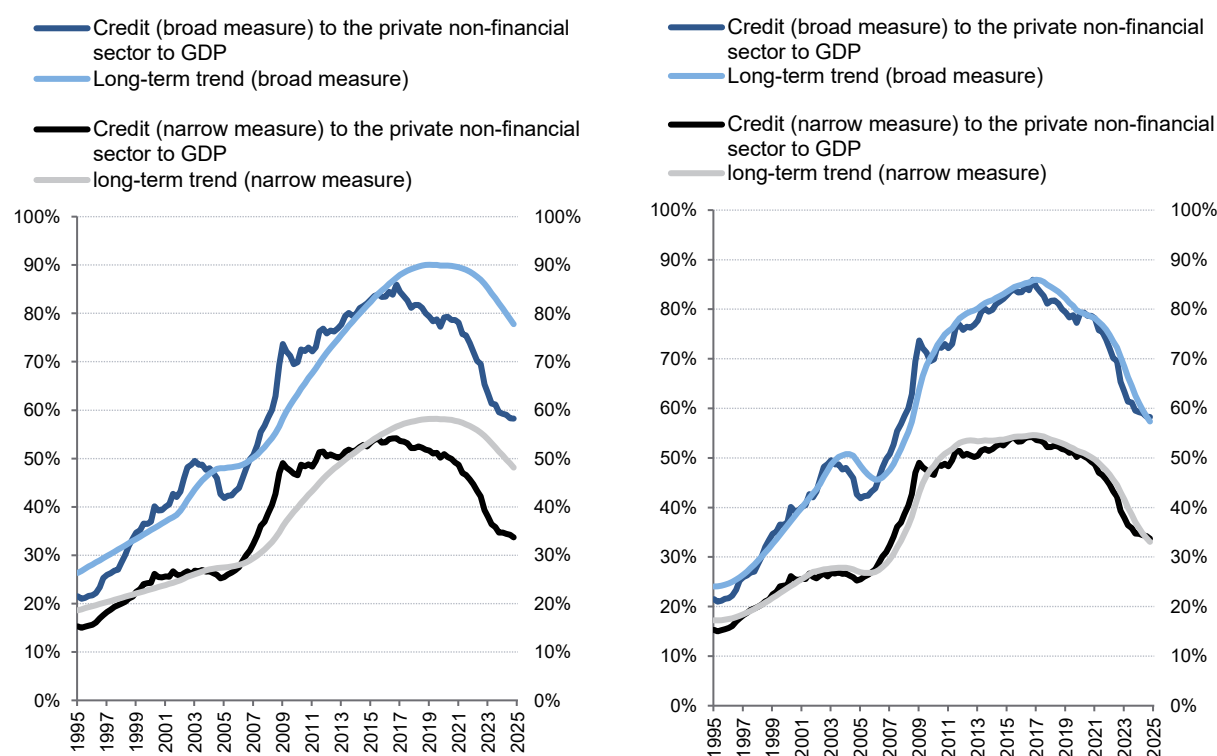 Credit (broad measure) to the private non-financial
sector to GDP
Long-term trend (broad measure)
Credit (narrow measure) to the private non-financial
sector to GDP
long-term trend (narrow measure)
100% 100%
90% 90%
80% 80%
70% 70%
60% 60%
50% 50%
40% 40%
30% 30%
20% 20%
10% 10%
0% 0%
1995 1997 1999 2001 2003 2005 2007 2009 2011 2013 2015 2017 2019 2021 2023 2025
Credit (broad measure) to the private non-financial
sector to GDP
Long-term trend (broad measure)
Credit (narrow measure) to the private non-financial
sector to GDP
long-term trend (narrow measure)
100% 100%
90% 90%
80% 80%
70% 70%
60% 60%
50% 50%
40% 40%
30% 30%
20% 20%
10% 10%
0% 0%
1995 1997 1999 2001 2003 2005 2007 2009 2011 2013 2015 2017 2019 2021 2023 2025